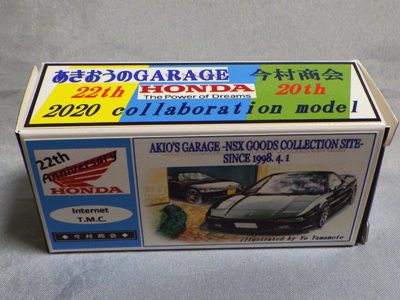 あきおうのGARAGE 今村商会
22th HONDA 20th
The Power of Dreams
2020 collaboration model
22th
Anniversary
HONDA
Internet
T.M.C.
◆今村商会◆
AKIO'S GARAGE -NSX GOODS COLLECTION SITE-
SINCE 1998. 4. 1
illustrated by Yo Yamamoto